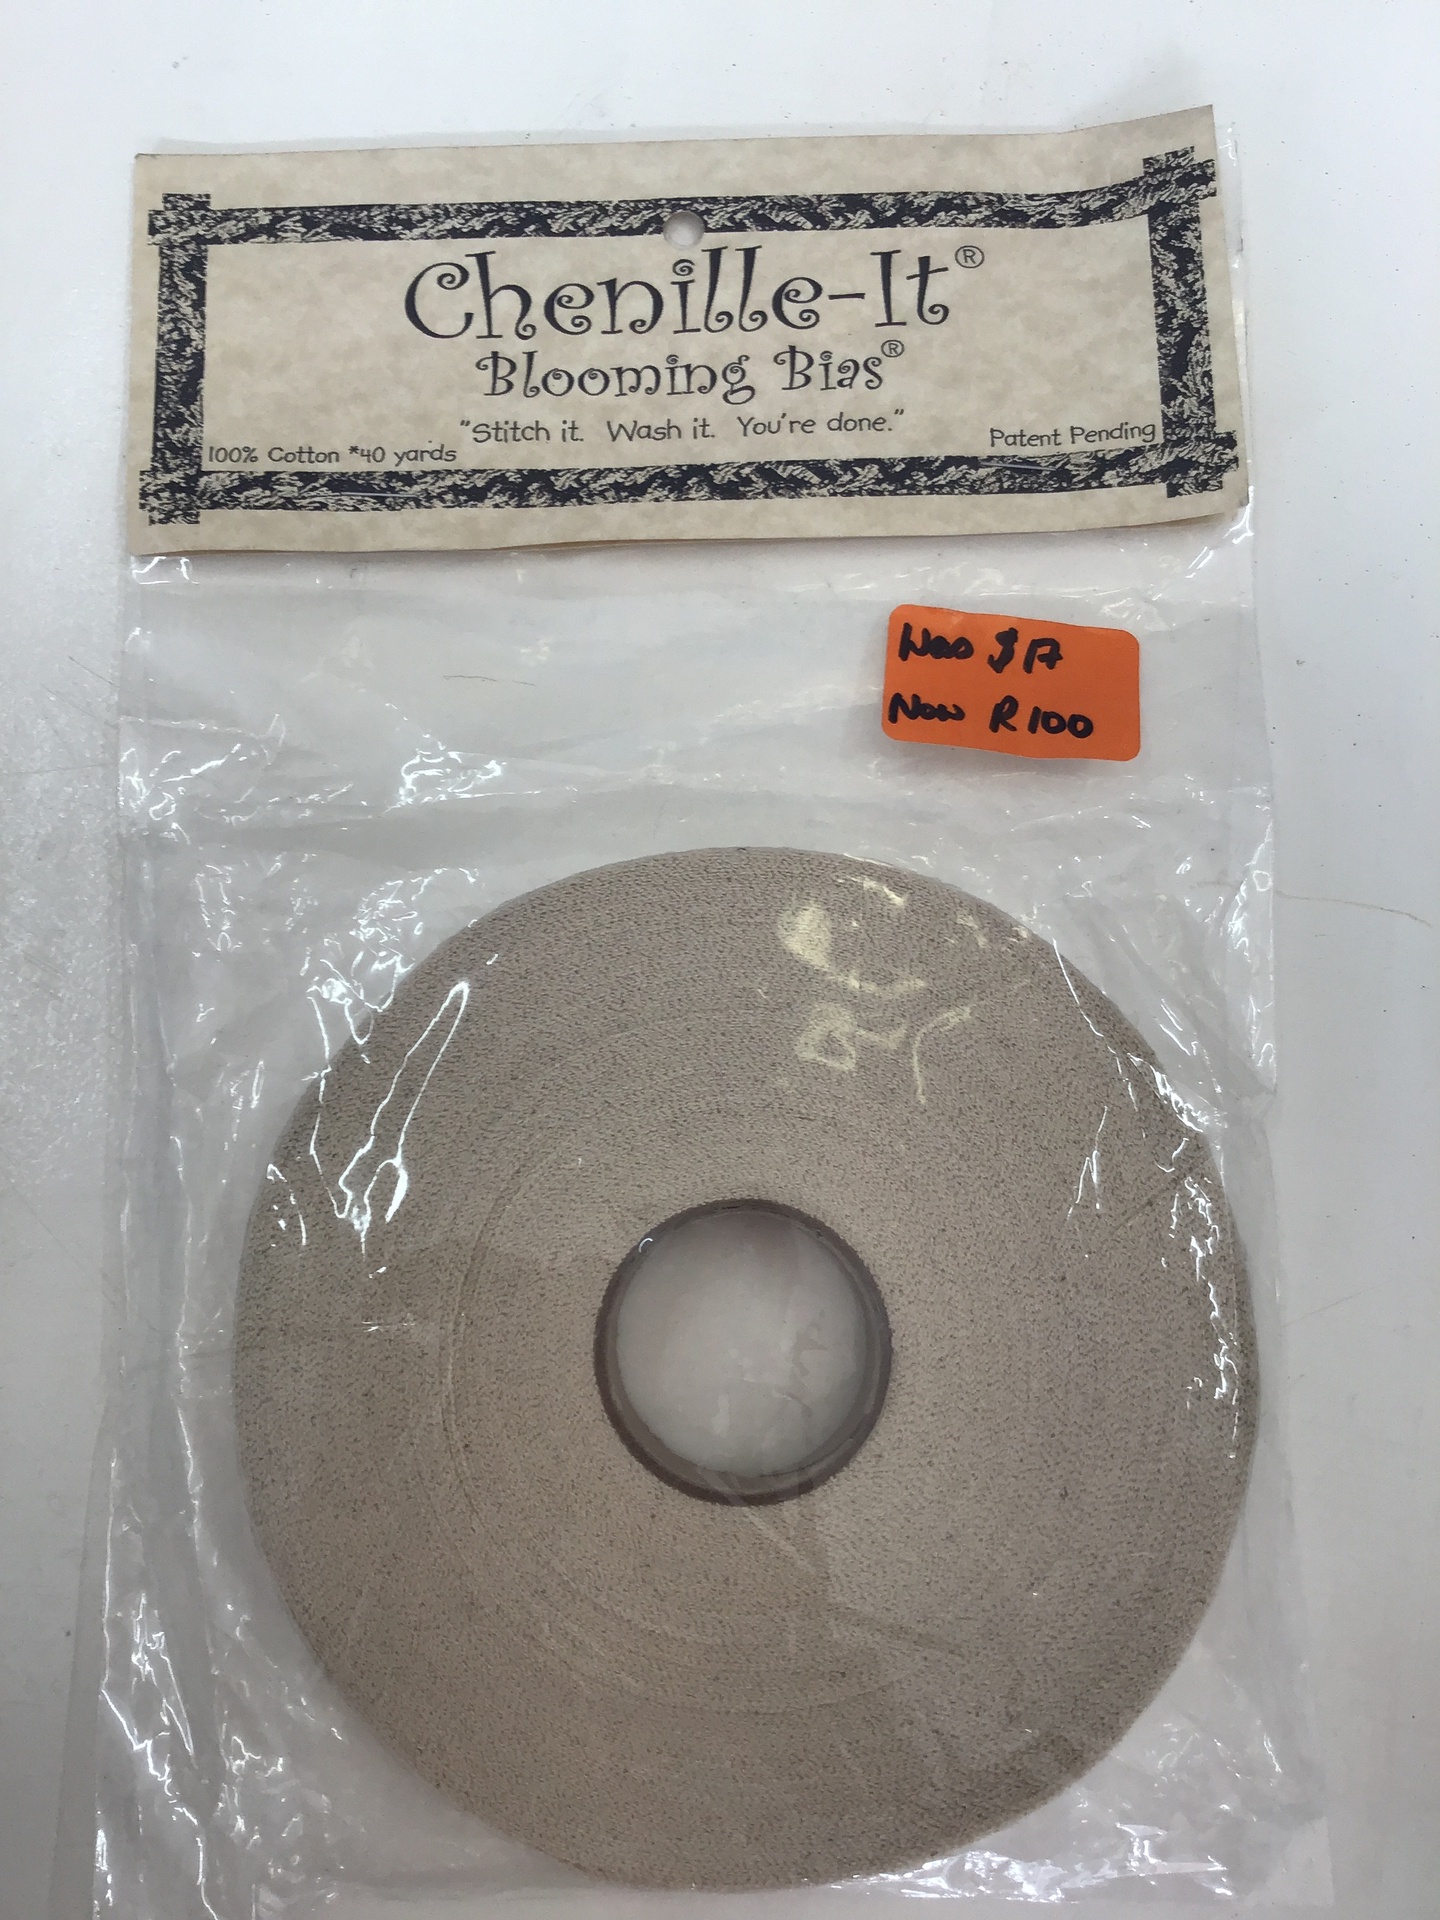 Chenille-It®
Blooming Bias®
"Stitch it. Wash it. You're done."
100% Cotton *40 yards
Patent Pending
Was $17
Now R100